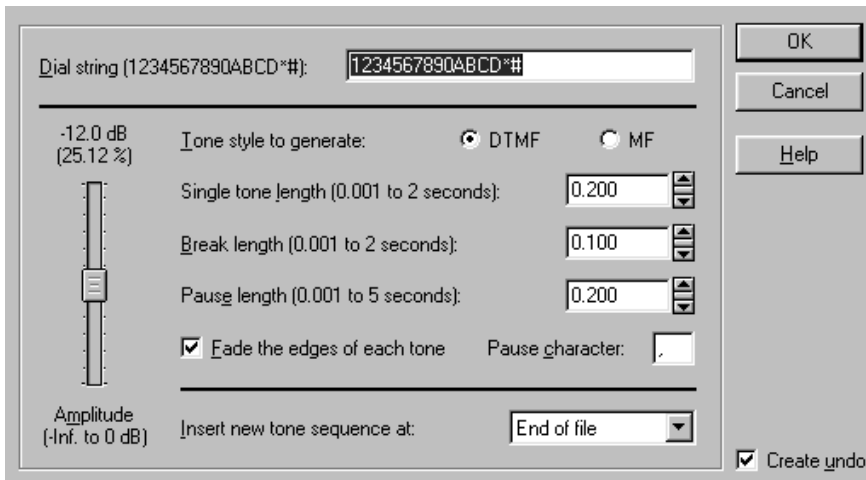 Dial string (1234567890ABCD*#): 1234567890ABCD*#
OK
Cancel
Help
-12.0 dB
(25.12 %)
Tone style to generate: DTMF MF
Single tone length (0.001 to 2 seconds): 0.200
Break length (0.001 to 2 seconds): 0.100
Pause length (0.001 to 5 seconds): 0.200
Fade the edges of each tone Pause character: ,
Amplitude
(-Inf. to 0 dB)
Insert new tone sequence at: End of file
Create undo